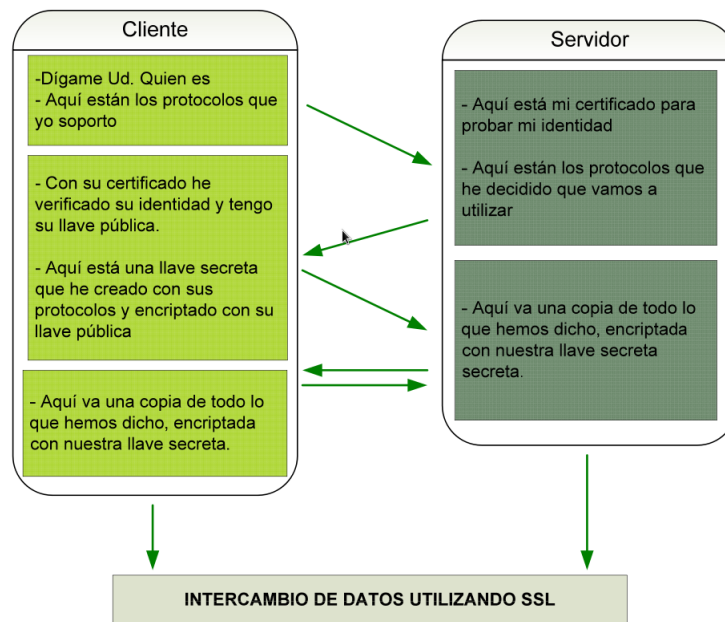 Cliente
-Dígame Ud. Quien es
- Aquí están los protocolos que
yo soporto
- Con su certificado he
verificado su identidad y tengo
su llave pública.
- Aquí está una llave secreta
que he creado con sus
protocolos y encriptado con su
llave pública
- Aquí va una copia de todo lo
que hemos dicho, encriptada
con nuestra llave secreta.
Servidor
- Aquí está mi certificado para
probar mi identidad
- Aquí están los protocolos que
he decidido que vamos a
utilizar
- Aquí va una copia de todo lo
que hemos dicho, encriptada
con nuestra llave secreta
secreta.
INTERCAMBIO DE DATOS UTILIZANDO SSL